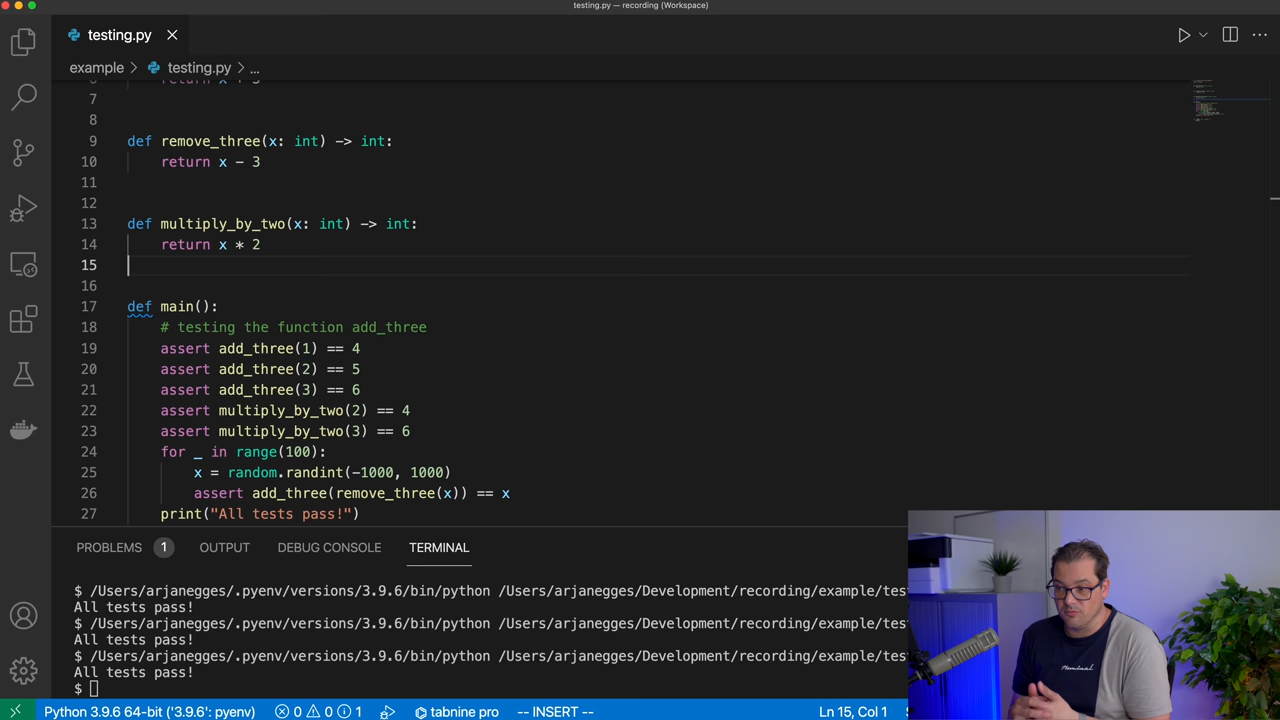 testing.py — recording (Workspace)
testing.py
example > testing.py > ...
6 return x + 3
7
8
9 def remove_three(x: int) -> int:
10 return x - 3
11
12
13 def multiply_by_two(x: int) -> int:
14 return x * 2
15
16
17 def main():
18 # testing the function add_three
19 assert add_three(1) == 4
20 assert add_three(2) == 5
21 assert add_three(3) == 6
22 assert multiply_by_two(2) == 4
23 assert multiply_by_two(3) == 6
24 for _ in range(100):
25 x = random.randint(-1000, 1000)
26 assert add_three(remove_three(x)) == x
27 print("All tests pass!")
PROBLEMS 1 OUTPUT DEBUG CONSOLE TERMINAL
$ /Users/arjanegges/.pyenv/versions/3.9.6/bin/python /Users/arjanegges/Development/recording/example/tes
All tests pass!
$ /Users/arjanegges/.pyenv/versions/3.9.6/bin/python /Users/arjanegges/Development/recording/example/tes
All tests pass!
$ /Users/arjanegges/.pyenv/versions/3.9.6/bin/python /Users/arjanegges/Development/recording/example/tes
All tests pass!
$
Python 3.9.6 64-bit ('3.9.6': pyenv) 0 0 1 tabnine pro -- INSERT -- Ln 15, Col 1